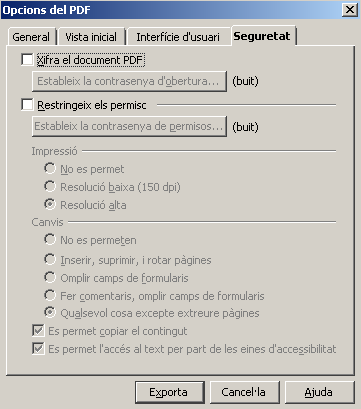 Opcions del PDF
General Vista inicial Interfície d'usuari Seguretat
Xifra el document PDF
Estableix la contrasenya d'obertura... (buit)
Restringeix els permisc
Estableix la contrasenya de permisos... (buit)
Impressió
No es permet
Resolució baixa (150 dpi)
Resolució alta
Canvis
No es permeten
Inserir, suprimir, i rotar pàgines
Omplir camps de formularis
Fer comentaris, omplir camps de formularis
Qualsevol cosa excepte extreure pàgines
Es permet copiar el contingut
Es permet l'accés al text per part de les eines d'accessibilitat
Exporta Cancel·la Ajuda